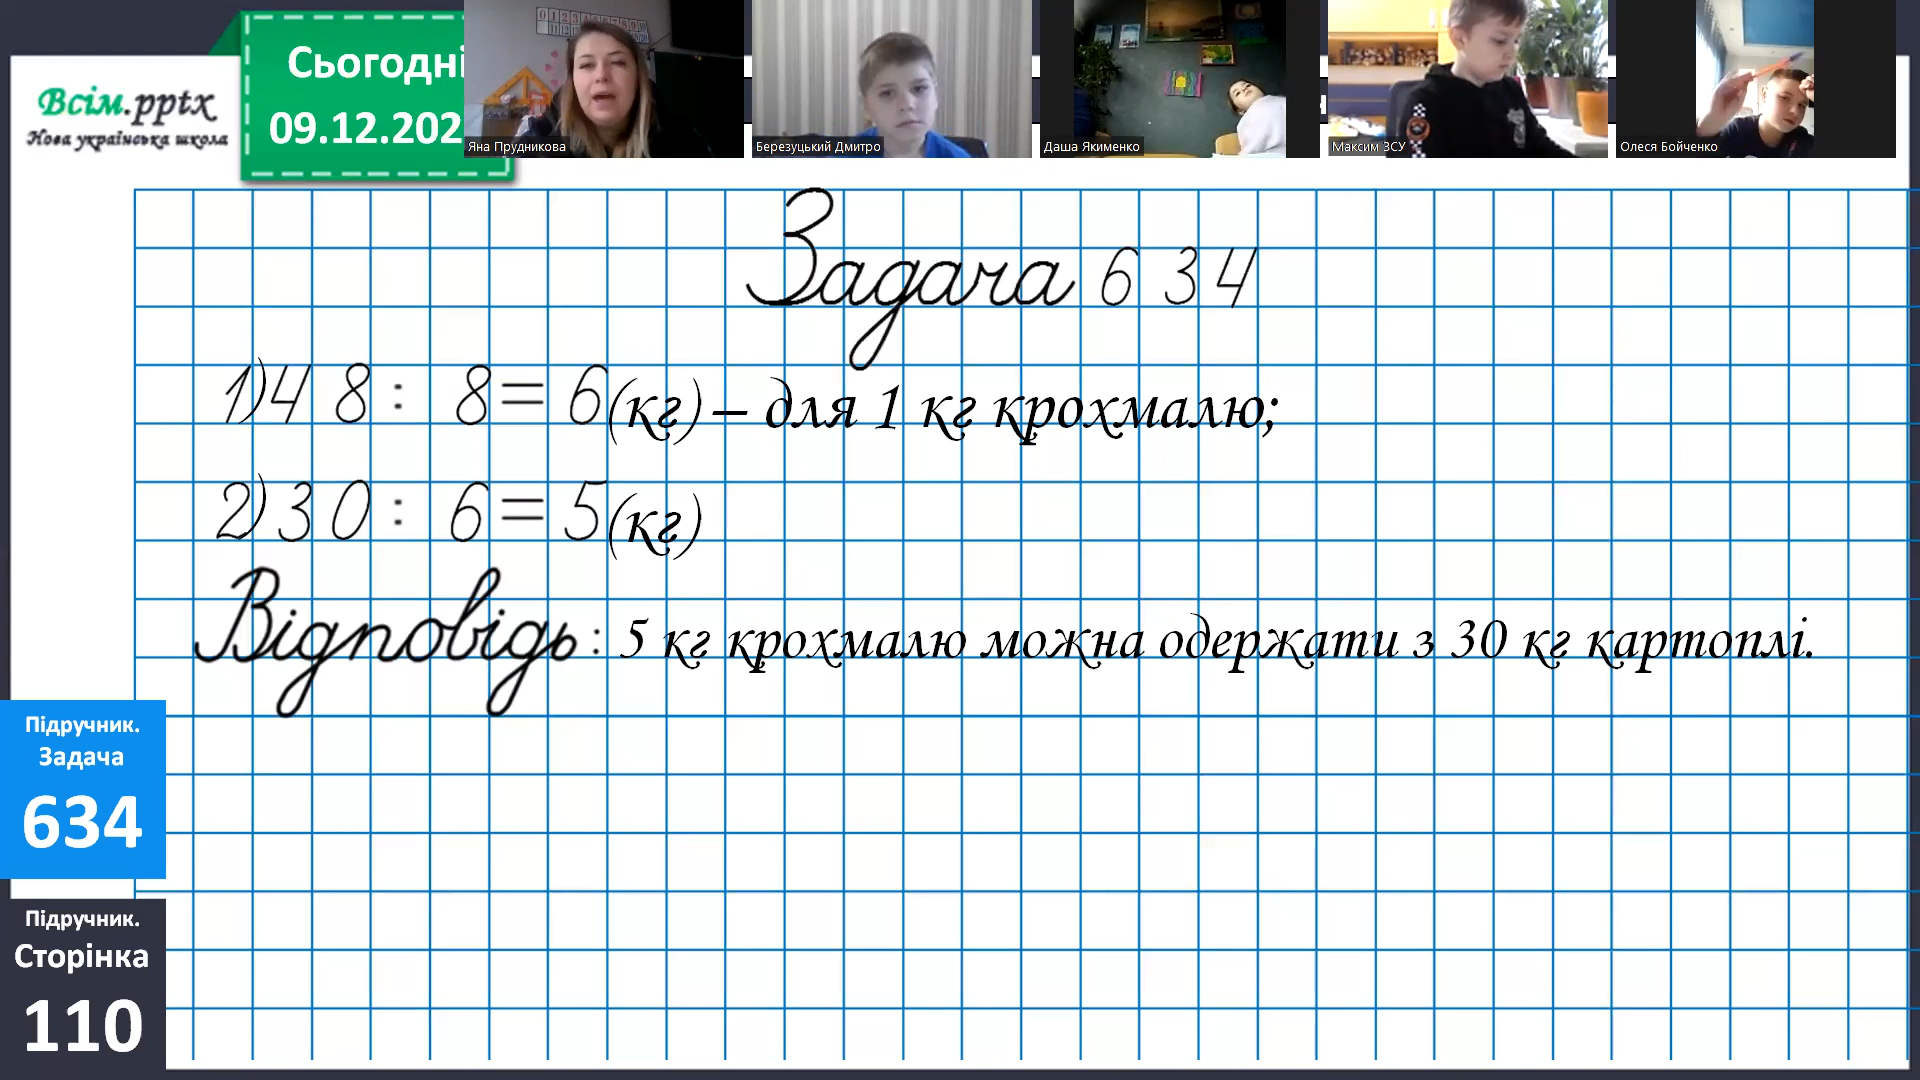 Всім.pptx
Нова українська школа
Сьогодні
09.12.202
Яна Прудникова
Березуцький Дмитро
Даша Якименко
Максим ЗСУ
Олеся Бойченко
Задача 634
1) 48 : 8 = 6 (кг) – для 1 кг крохмалю;
2) 30 : 6 = 5 (кг)
Відповідь: 5 кг крохмалю можна одержати з 30 кг картоплі.
Підручник.
Задача
634
Підручник.
Сторінка
110